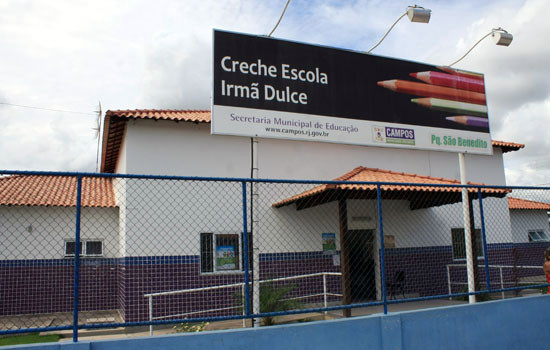 Creche Escola
Irmã Dulce
Secretaria Municipal de Educação
www.campos.rj.gov.br
CAMPOS
Pq. São Benedito